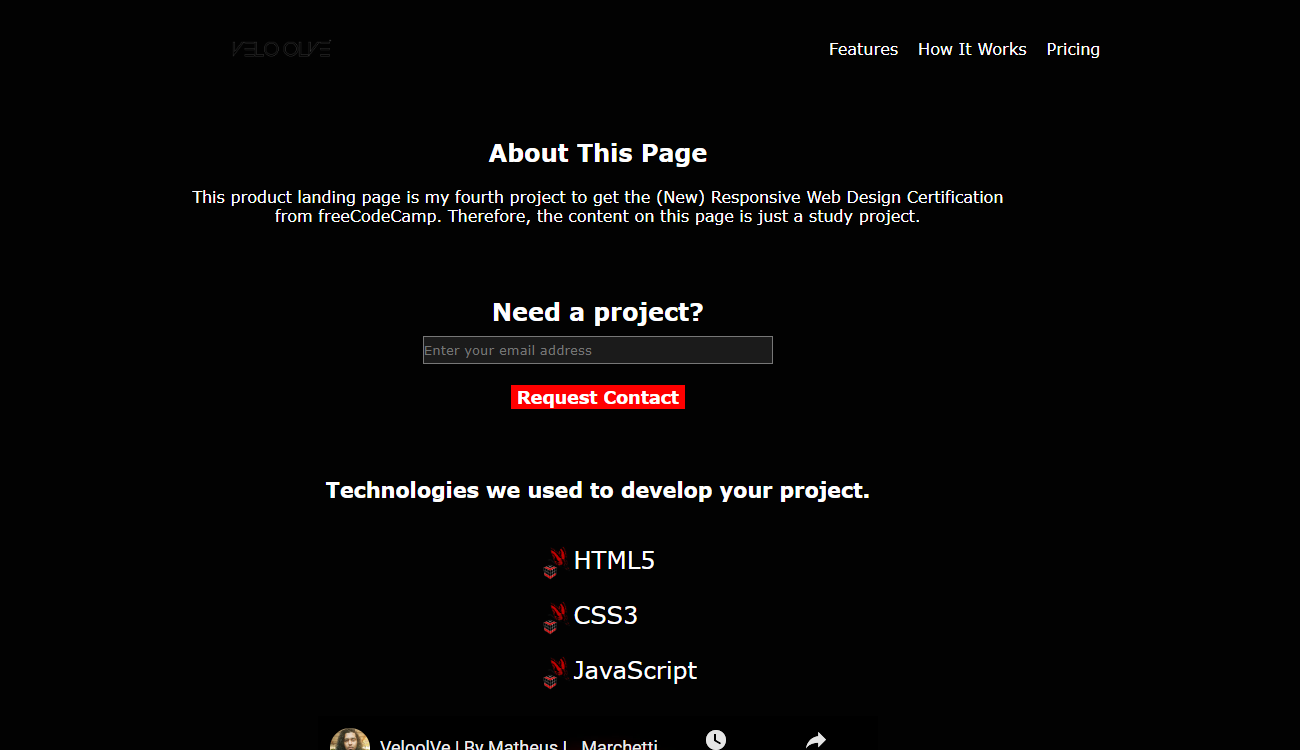 VELO OLVE
Features How It Works Pricing
About This Page
This product landing page is my fourth project to get the (New) Responsive Web Design Certification
from freeCodeCamp. Therefore, the content on this page is just a study project.
Need a project?
Enter your email address
Request Contact
Technologies we used to develop your project.
HTML5
CSS3
JavaScript
VeloolVe | By Matheus L. Marchetti